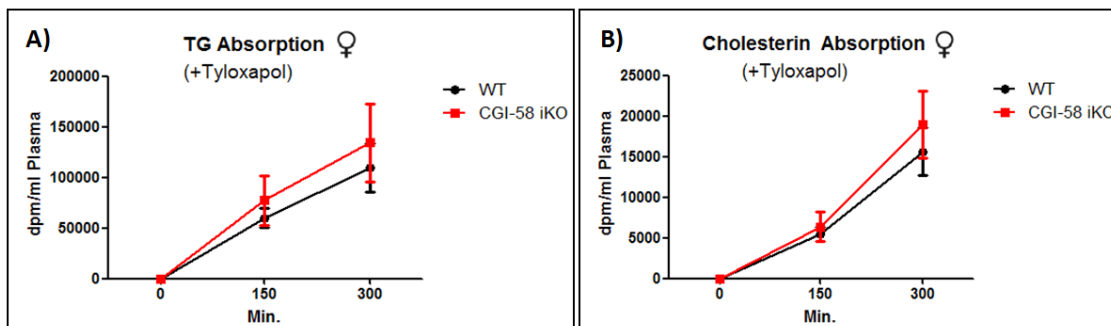 A)
TG Absorption ♀
(+Tyloxapol)
200000
150000
100000
50000
0
dpm/ml Plasma
0 150 300
Min.
WT
CGI-58 iKO
B)
Cholesterin Absorption ♀
(+Tyloxapol)
25000
20000
15000
10000
5000
0
dpm/ml Plasma
0 150 300
Min.
WT
CGI-58 iKO